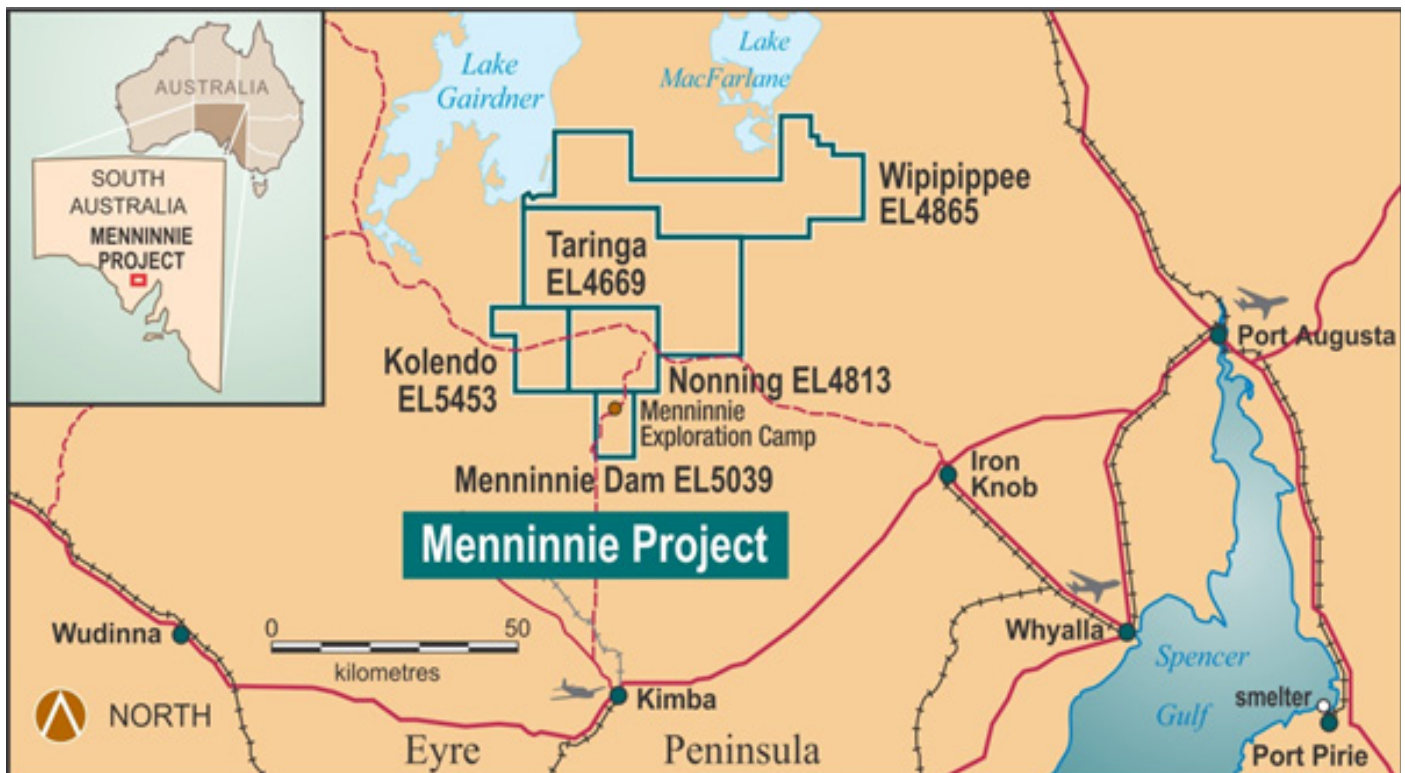 AUSTRALIA
SOUTH
AUSTRALIA
MENNINNIE
PROJECT
Lake
Gairdner
Lake
MacFarlane
Wipipippee
EL4865
Taringa
EL4669
Kolendo
EL5453
Nonning EL4813
Menninnie
Exploration Camp
Menninnie Dam EL5039
Menninnie Project
Port Augusta
Iron
Knob
Wudinna
0 50
kilometres
Whyalla
Spencer
Gulf
smelter
Port Pirie
Kimba
NORTH
Eyre Peninsula